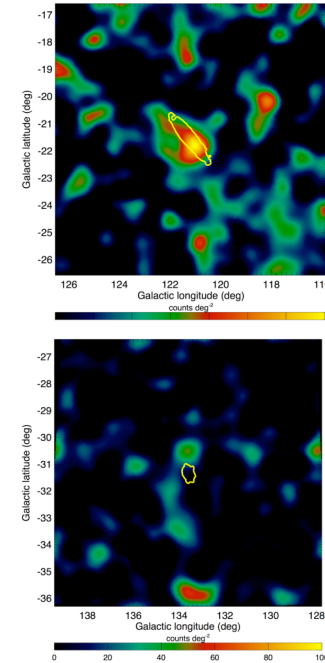 -17
-18
-19
-20
-21
-22
-23
-24
-25
-26
Galactic latitude (deg)
126 124 122 120 118
Galactic longitude (deg)
counts deg-2
-27
-28
-29
-30
-31
-32
-33
-34
-35
-36
Galactic latitude (deg)
138 136 134 132 130 128
Galactic longitude (deg)
counts deg-2
0 20 40 60 80